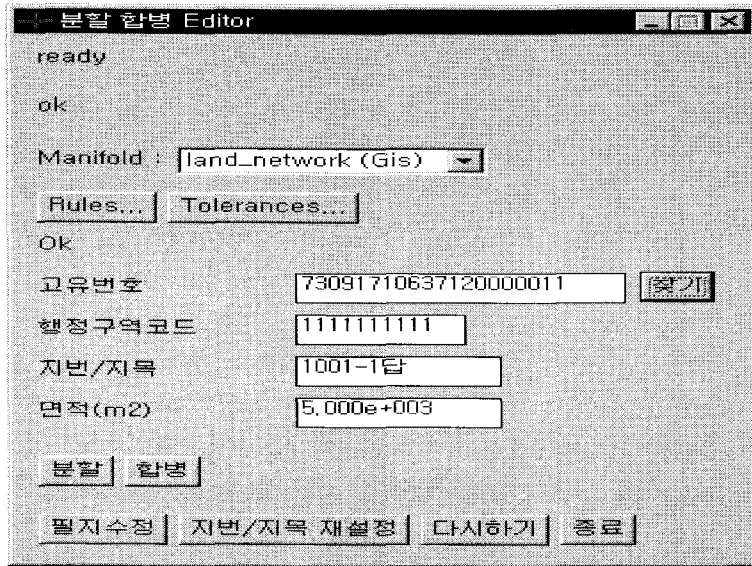 분할 합병 Editor
ready
ok
Manifold : land_network (Gis)
Rules... Tolerances...
Ok
고유번호 73091710637120000011 찾기
행정구역코드 1111111111
지번/지목 1001-1답
면적(m2) 5.000e+003
분할 합병
필지수정 지번/지목 재설정 다시하기 종료